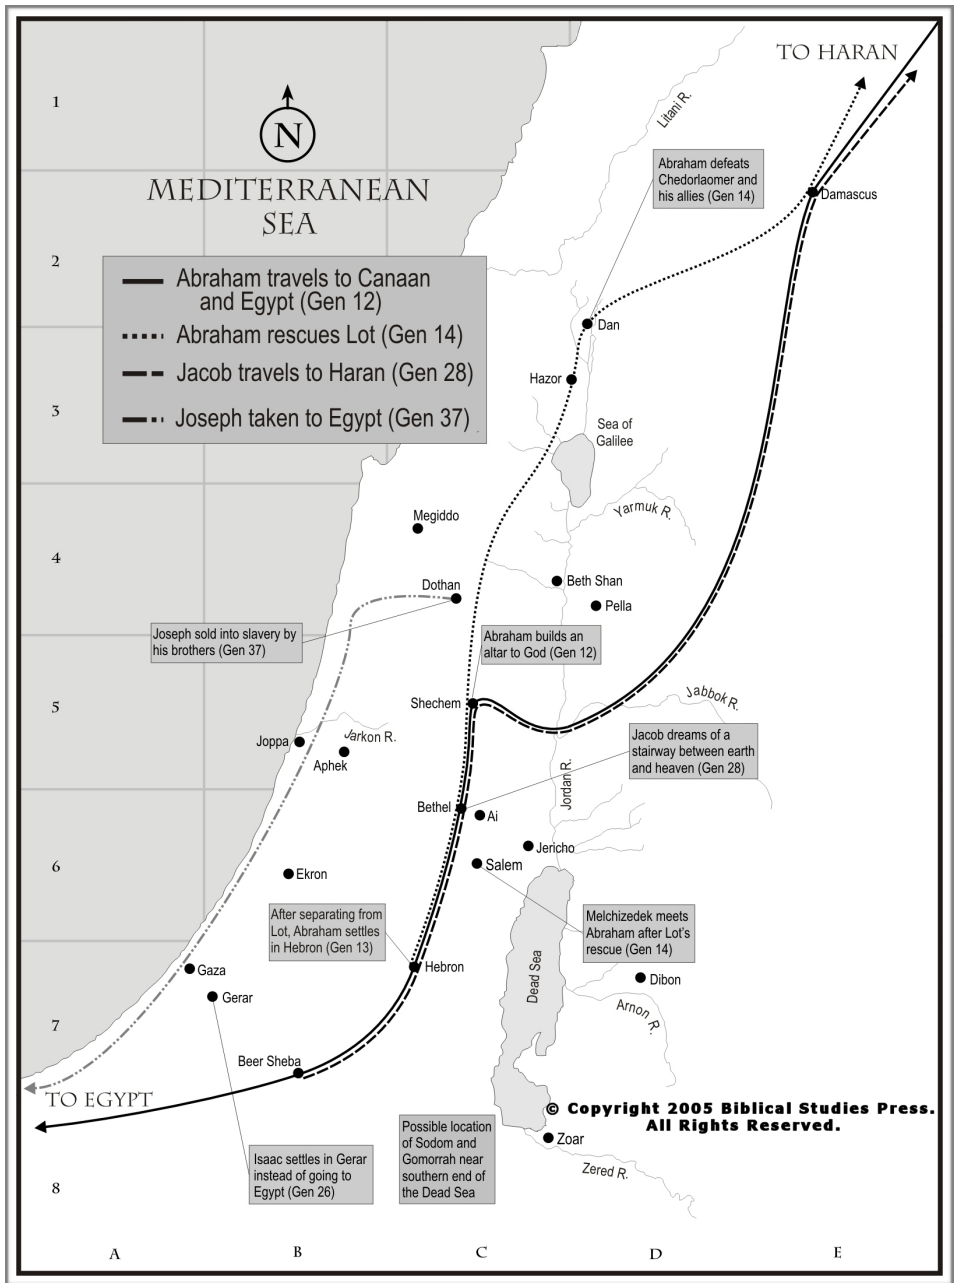 TO HARAN
1
N
MEDITERRANEAN
SEA
Litani R.
Abraham defeats
Chedorlaomer and
his allies (Gen 14)
Damascus
2
Abraham travels to Canaan
and Egypt (Gen 12)
Abraham rescues Lot (Gen 14)
Jacob travels to Haran (Gen 28)
Joseph taken to Egypt (Gen 37)
Dan
Hazor
3
Sea of
Galilee
Megiddo
Yarmuk R.
4
Dothan
Beth Shan
Pella
Joseph sold into slavery by
his brothers (Gen 37)
Abraham builds an
altar to God (Gen 12)
Shechem
5
Jabbok R.
Joppa
Jarkon R.
Aphek
Jacob dreams of a
stairway between earth
and heaven (Gen 28)
Jordan R.
Bethel
Ai
Jericho
6
Salem
Ekron
After separating from
Lot, Abraham settles
in Hebron (Gen 13)
Melchizedek meets
Abraham after Lot's
rescue (Gen 14)
Hebron
Gaza
Gerar
Dead Sea
Dibon
Arnon R.
7
Beer Sheba
TO EGYPT
© Copyright 2005 Biblical Studies Press.
All Rights Reserved.
Possible location
of Sodom and
Gomorrah near
southern end of
the Dead Sea
Zoar
Isaac settles in Gerar
instead of going to
Egypt (Gen 26)
Zered R.
8
A B C D E